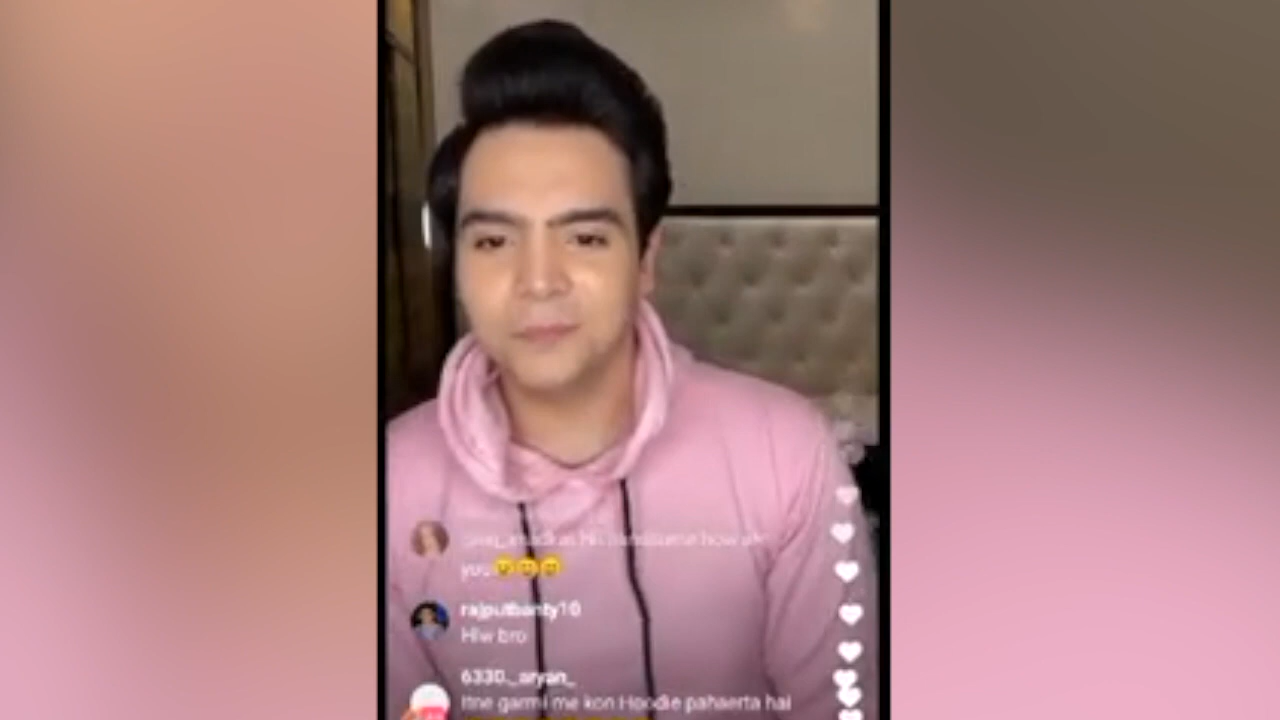 you😀😀😀
rajputbanty10
Hlw bro
6330._aryan_
Itne garmi me kon Hoodie pahaerta hai